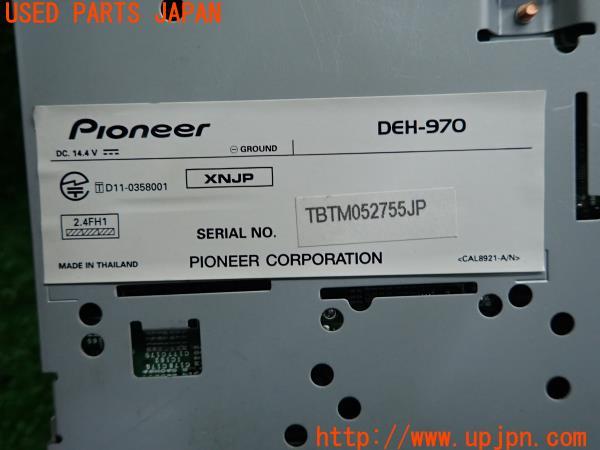 USED PARTS JAPAN
Pioneer
DEH-970
DC. 14.4 V
⊖ GROUND
T D11-0358001
XNJP
2.4FH1
SERIAL NO.
TBTM052755JP
MADE IN THAILAND
PIONEER CORPORATION
<CAL8921-A/N>
http://www.upjpn.com